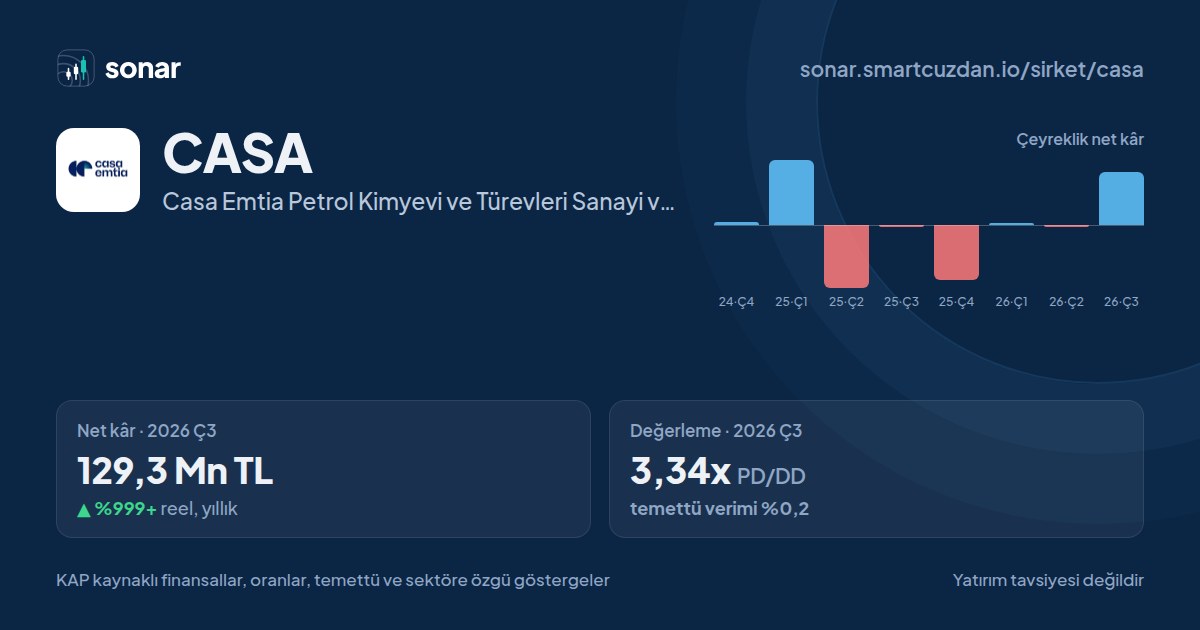 sonar
sonar.smartcuzdan.io/sirket/casa
casa
emtia
CASA
Casa Emtia Petrol Kimyevi ve Türevleri Sanayi v...
Çeyreklik net kâr
24·Ç4 25·Ç1 25·Ç2 25·Ç3 25·Ç4 26·Ç1 26·Ç2 26·Ç3
Net kâr · 2026 Ç3
129,3 Mn TL
▲ %999+ reel, yıllık
Değerleme · 2026 Ç3
3,34x PD/DD
temettü verimi %0,2
KAP kaynaklı finansallar, oranlar, temettü ve sektöre özgü göstergeler
Yatırım tavsiyesi değildir